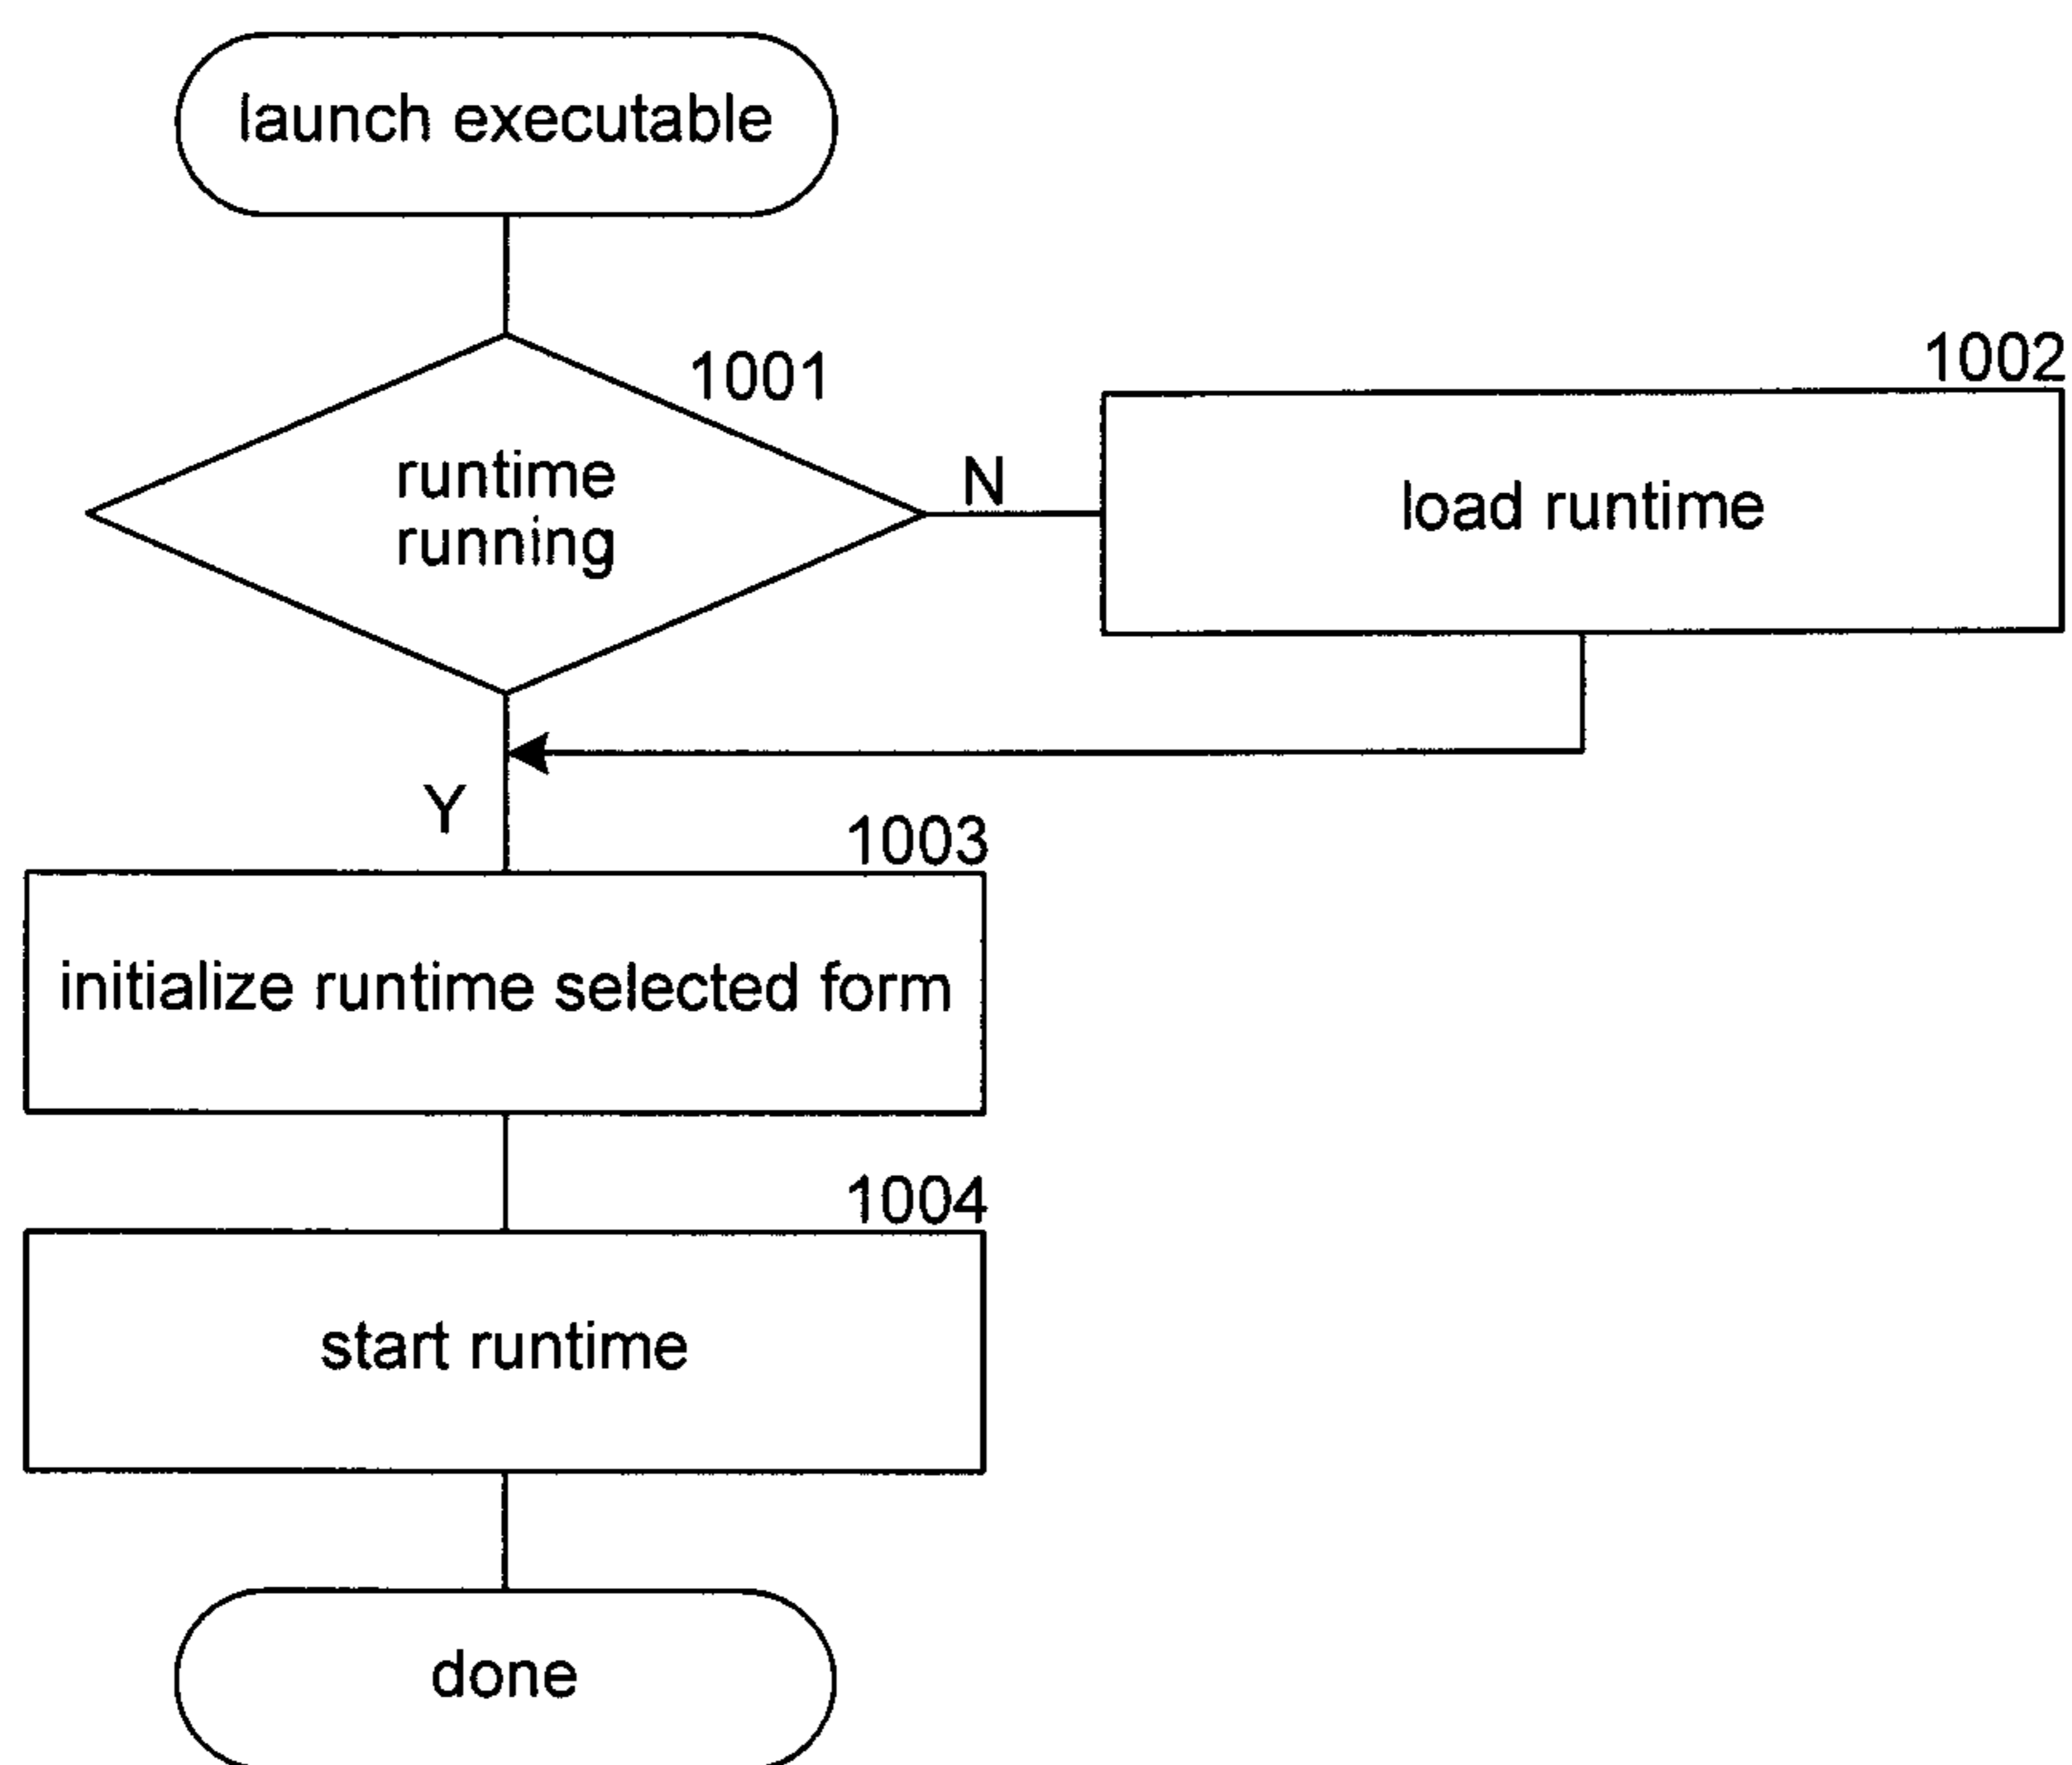 launch executable
1001
runtime
running
N
1002
load runtime
Y
1003
initialize runtime selected form
1004
start runtime
done